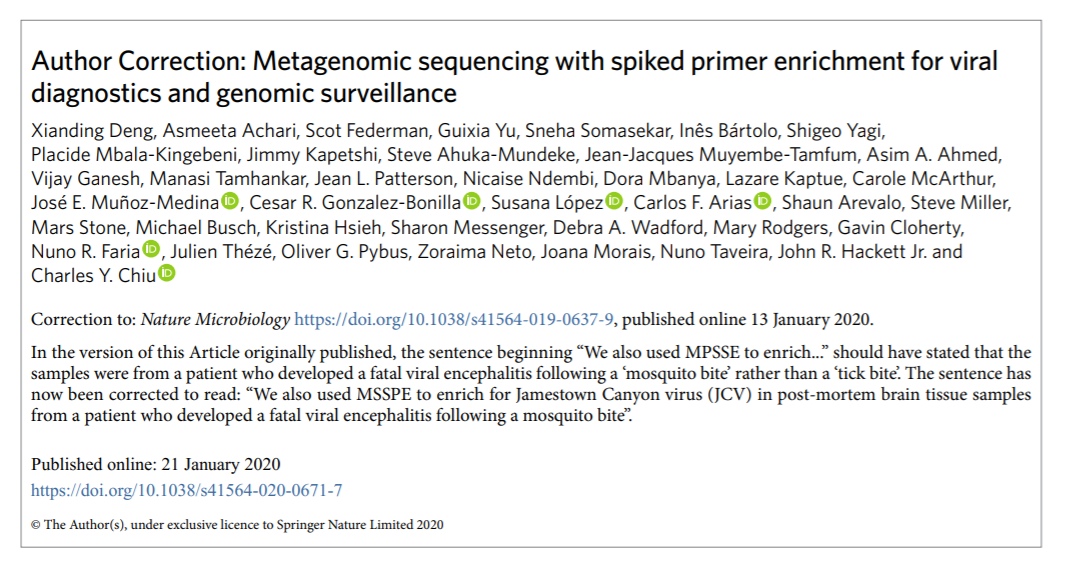 Author Correction: Metagenomic sequencing with spiked primer enrichment for viral
diagnostics and genomic surveillance
Xianding Deng, Asmeeta Achari, Scot Federman, Guixia Yu, Sneha Somasekar, Inês Bártolo, Shigeo Yagi,
Placide Mbala-Kingebeni, Jimmy Kapetshi, Steve Ahuka-Mundeke, Jean-Jacques Muyembe-Tamfum, Asim A. Ahmed,
Vijay Ganesh, Manasi Tamhankar, Jean L. Patterson, Nicaise Ndembi, Dora Mbanya, Lazare Kaptue, Carole McArthur,
José E. Muñoz-Medina iD, Cesar R. Gonzalez-Bonilla iD, Susana López iD, Carlos F. Arias iD, Shaun Arevalo, Steve Miller,
Mars Stone, Michael Busch, Kristina Hsieh, Sharon Messenger, Debra A. Wadford, Mary Rodgers, Gavin Cloherty,
Nuno R. Faria iD, Julien Thézé, Oliver G. Pybus, Zoraima Neto, Joana Morais, Nuno Taveira, John R. Hackett Jr. and
Charles Y. Chiu iD
Correction to: Nature Microbiology https://doi.org/10.1038/s41564-019-0637-9, published online 13 January 2020.
In the version of this Article originally published, the sentence beginning “We also used MPSSE to enrich...” should have stated that the
samples were from a patient who developed a fatal viral encephalitis following a ‘mosquito bite’ rather than a ‘tick bite’. The sentence has
now been corrected to read: “We also used MSSPE to enrich for Jamestown Canyon virus (JCV) in post-mortem brain tissue samples
from a patient who developed a fatal viral encephalitis following a mosquito bite”.
Published online: 21 January 2020
https://doi.org/10.1038/s41564-020-0671-7
© The Author(s), under exclusive licence to Springer Nature Limited 2020